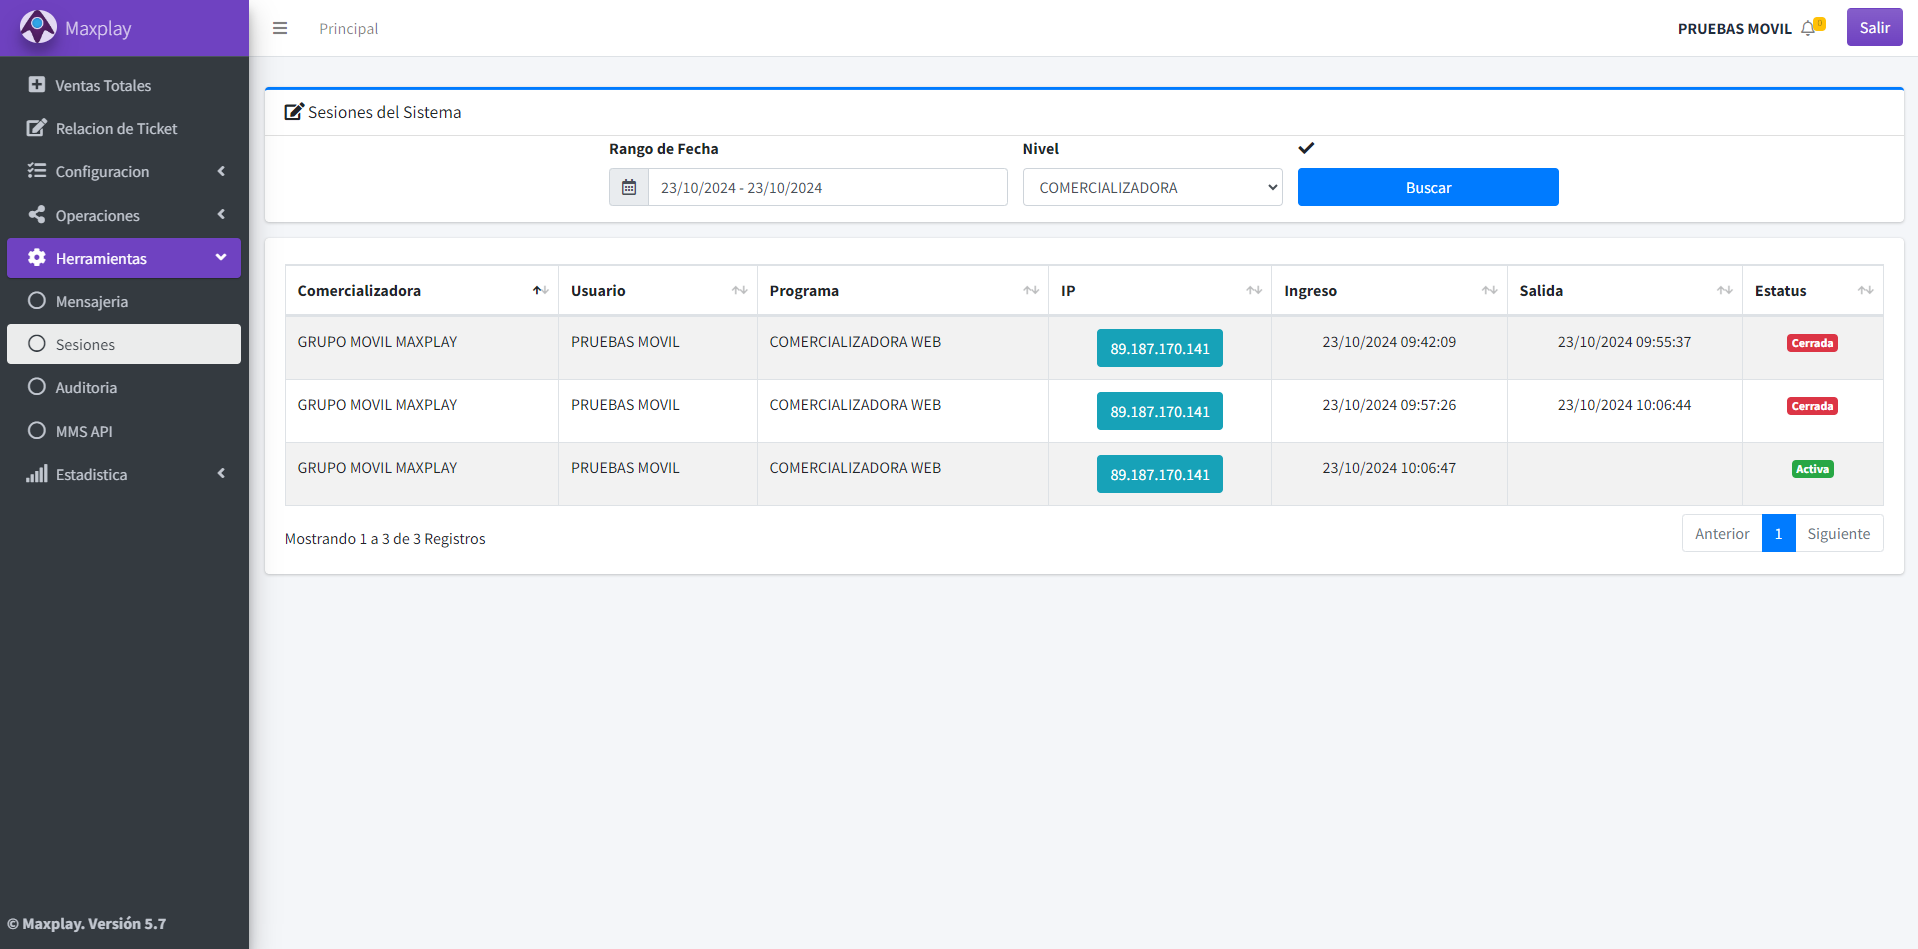 Maxplay
Principal
PRUEBAS MOVIL
0
Salir
Ventas Totales
Relacion de Ticket
Configuracion
Operaciones
Herramientas
Mensajeria
Sesiones
Auditoria
MMS API
Estadistica
© Maxplay. Versión 5.7
Sesiones del Sistema
Rango de Fecha
Nivel
23/10/2024 - 23/10/2024
COMERCIALIZADORA
Buscar
Comercializadora Usuario Programa IP Ingreso Salida Estatus
GRUPO MOVIL MAXPLAY PRUEBAS MOVIL COMERCIALIZADORA WEB 89.187.170.141 23/10/2024 09:42:09 23/10/2024 09:55:37 Cerrada
GRUPO MOVIL MAXPLAY PRUEBAS MOVIL COMERCIALIZADORA WEB 89.187.170.141 23/10/2024 09:57:26 23/10/2024 10:06:44 Cerrada
GRUPO MOVIL MAXPLAY PRUEBAS MOVIL COMERCIALIZADORA WEB 89.187.170.141 23/10/2024 10:06:47 Activa
Mostrando 1 a 3 de 3 Registros
Anterior 1 Siguiente